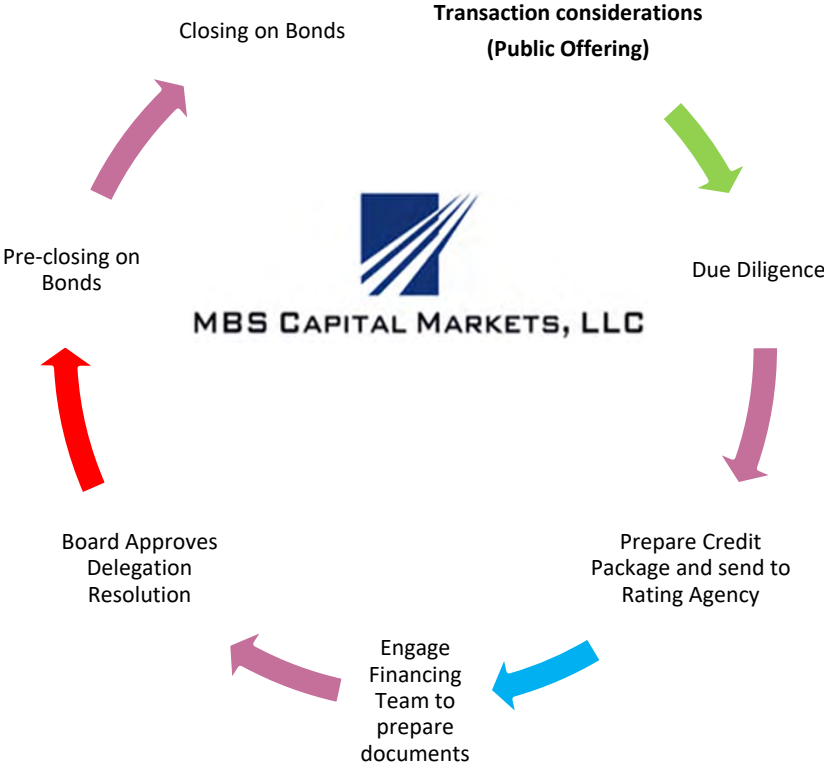 Transaction considerations
(Public Offering)
Due Diligence
Prepare Credit
Package and send to
Rating Agency
Engage
Financing
Team to
prepare
documents
Board Approves
Delegation
Resolution
Pre-closing on
Bonds
Closing on Bonds
MBS CAPITAL MARKETS, LLC